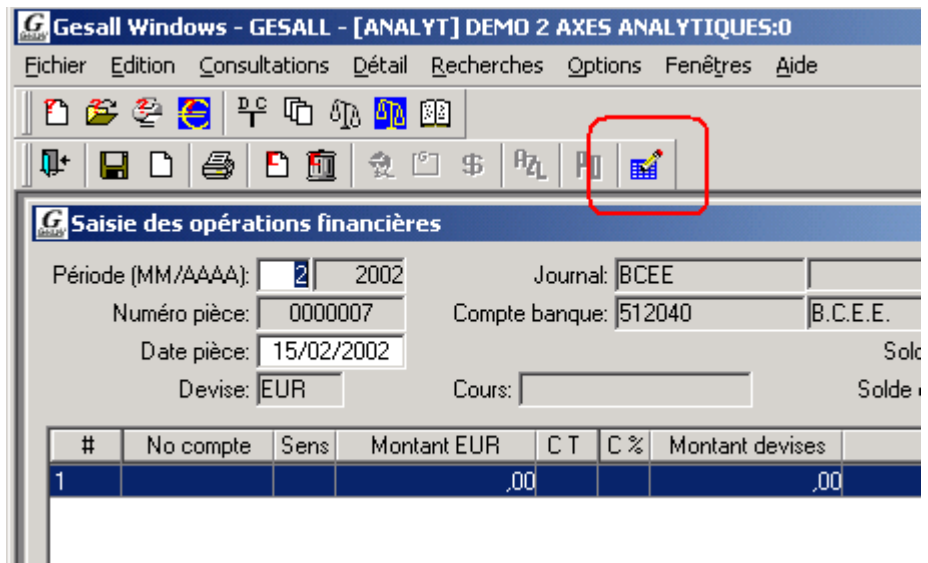 Gesall Windows - GESALL - [ANALYT] DEMO 2 AXES ANALYTIQUES:0
Fichier Edition Consultations Détail Recherches Options Fenêtres Aide
Saisie des opérations financières
Période (MM/AAAA): 2 2002 Journal: BCEE
Numéro pièce: 0000007 Compte banque: 512040 B.C.E.E.
Date pièce: 15/02/2002 Sold
Devise: EUR Cours: Solde
# No compte Sens Montant EUR C T C % Montant devises
1 ,00 ,00